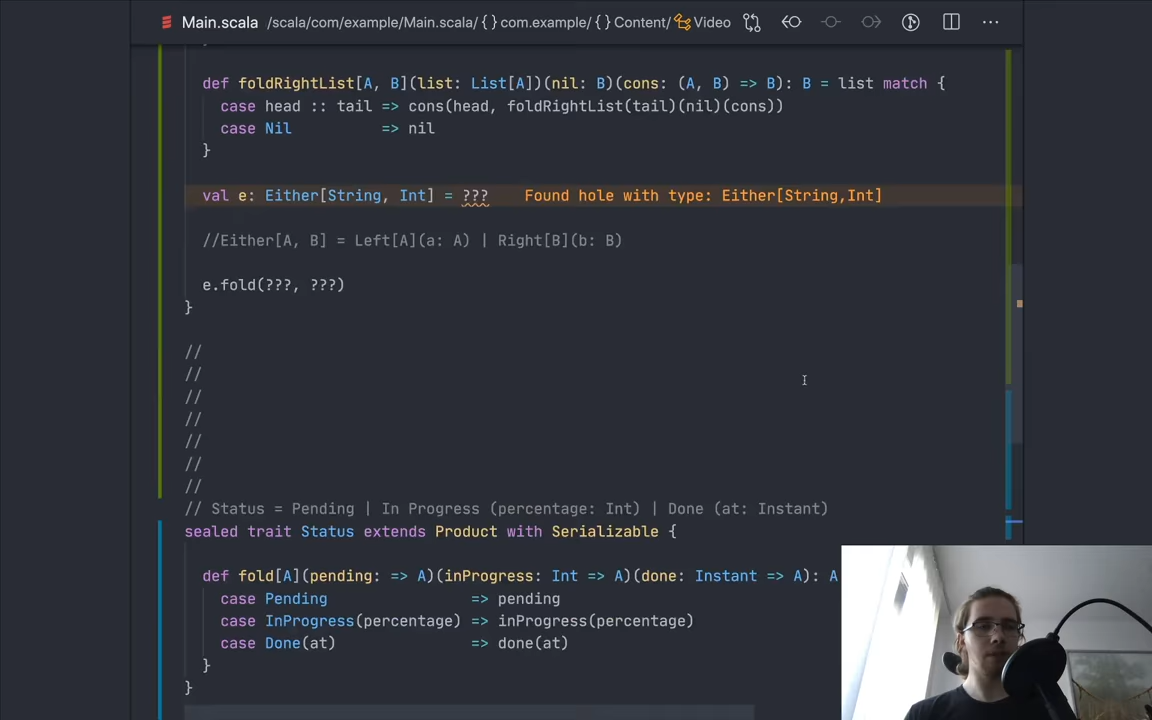 Main.scala /scala/com/example/Main.scala/ {} com.example/ {} Content/ Video
def foldRightList[A, B](list: List[A])(nil: B)(cons: (A, B) => B): B = list match {
case head :: tail => cons(head, foldRightList(tail)(nil)(cons))
case Nil => nil
}
val e: Either[String, Int] = ??? Found hole with type: Either[String,Int]
//Either[A, B] = Left[A](a: A) | Right[B](b: B)
e.fold(???, ???)
}
//
//
//
//
//
//
//
// Status = Pending | In Progress (percentage: Int) | Done (at: Instant)
sealed trait Status extends Product with Serializable {
def fold[A](pending: => A)(inProgress: Int => A)(done: Instant => A): A
case Pending => pending
case InProgress(percentage) => inProgress(percentage)
case Done(at) => done(at)
}
}